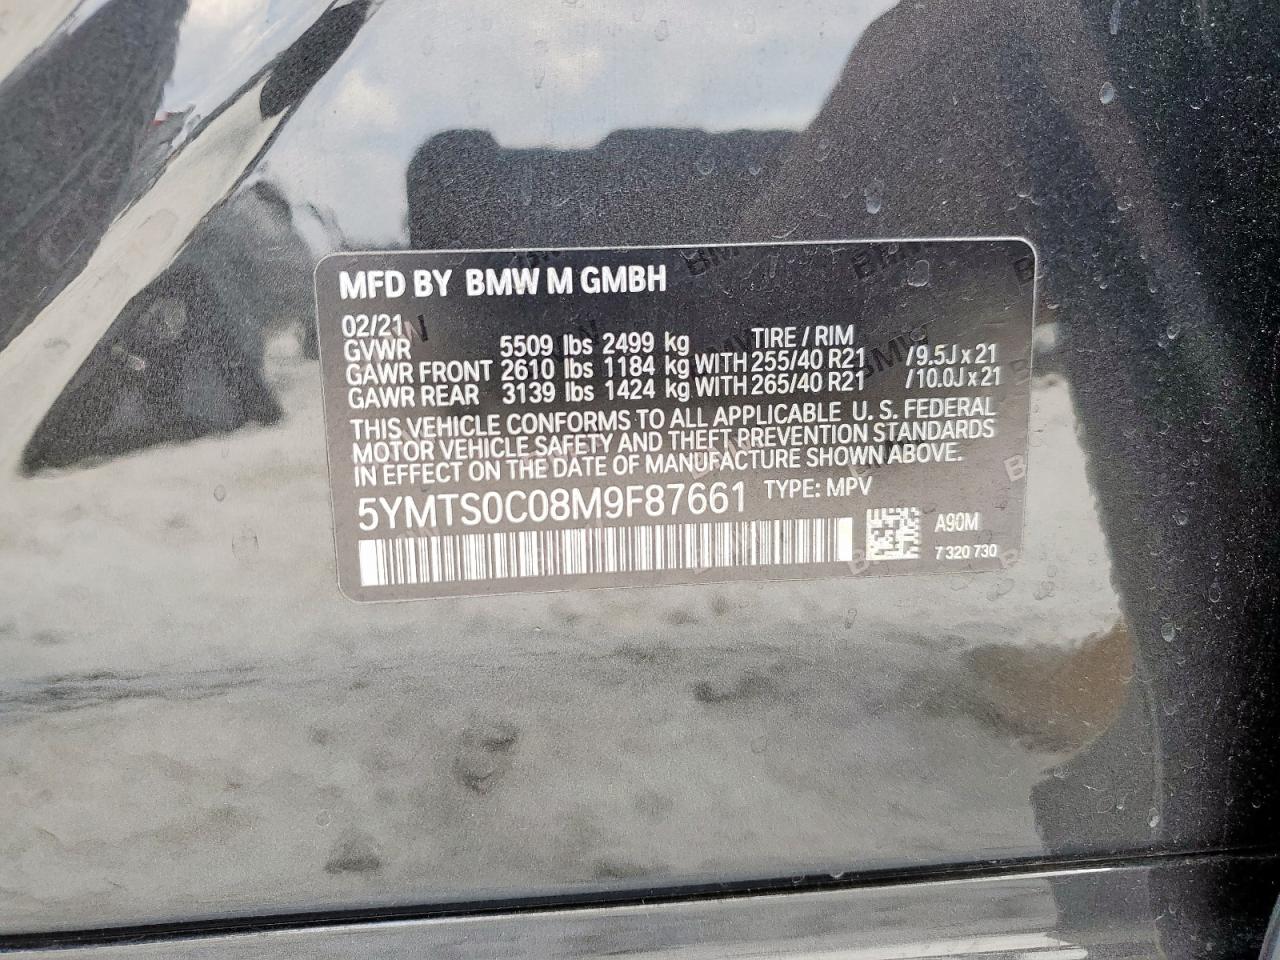 MFD BY BMW M GMBH
02/21
GVWR 5509 lbs 2499 kg TIRE / RIM
GAWR FRONT 2610 lbs 1184 kg WITH 255/40 R21 /9.5J x 21
GAWR REAR 3139 lbs 1424 kg WITH 265/40 R21 /10.0J x 21
THIS VEHICLE CONFORMS TO ALL APPLICABLE U. S. FEDERAL
MOTOR VEHICLE SAFETY AND THEFT PREVENTION STANDARDS
IN EFFECT ON THE DATE OF MANUFACTURE SHOWN ABOVE.
5YMTS0C08M9F87661 TYPE: MPV
A90M
7 320 730